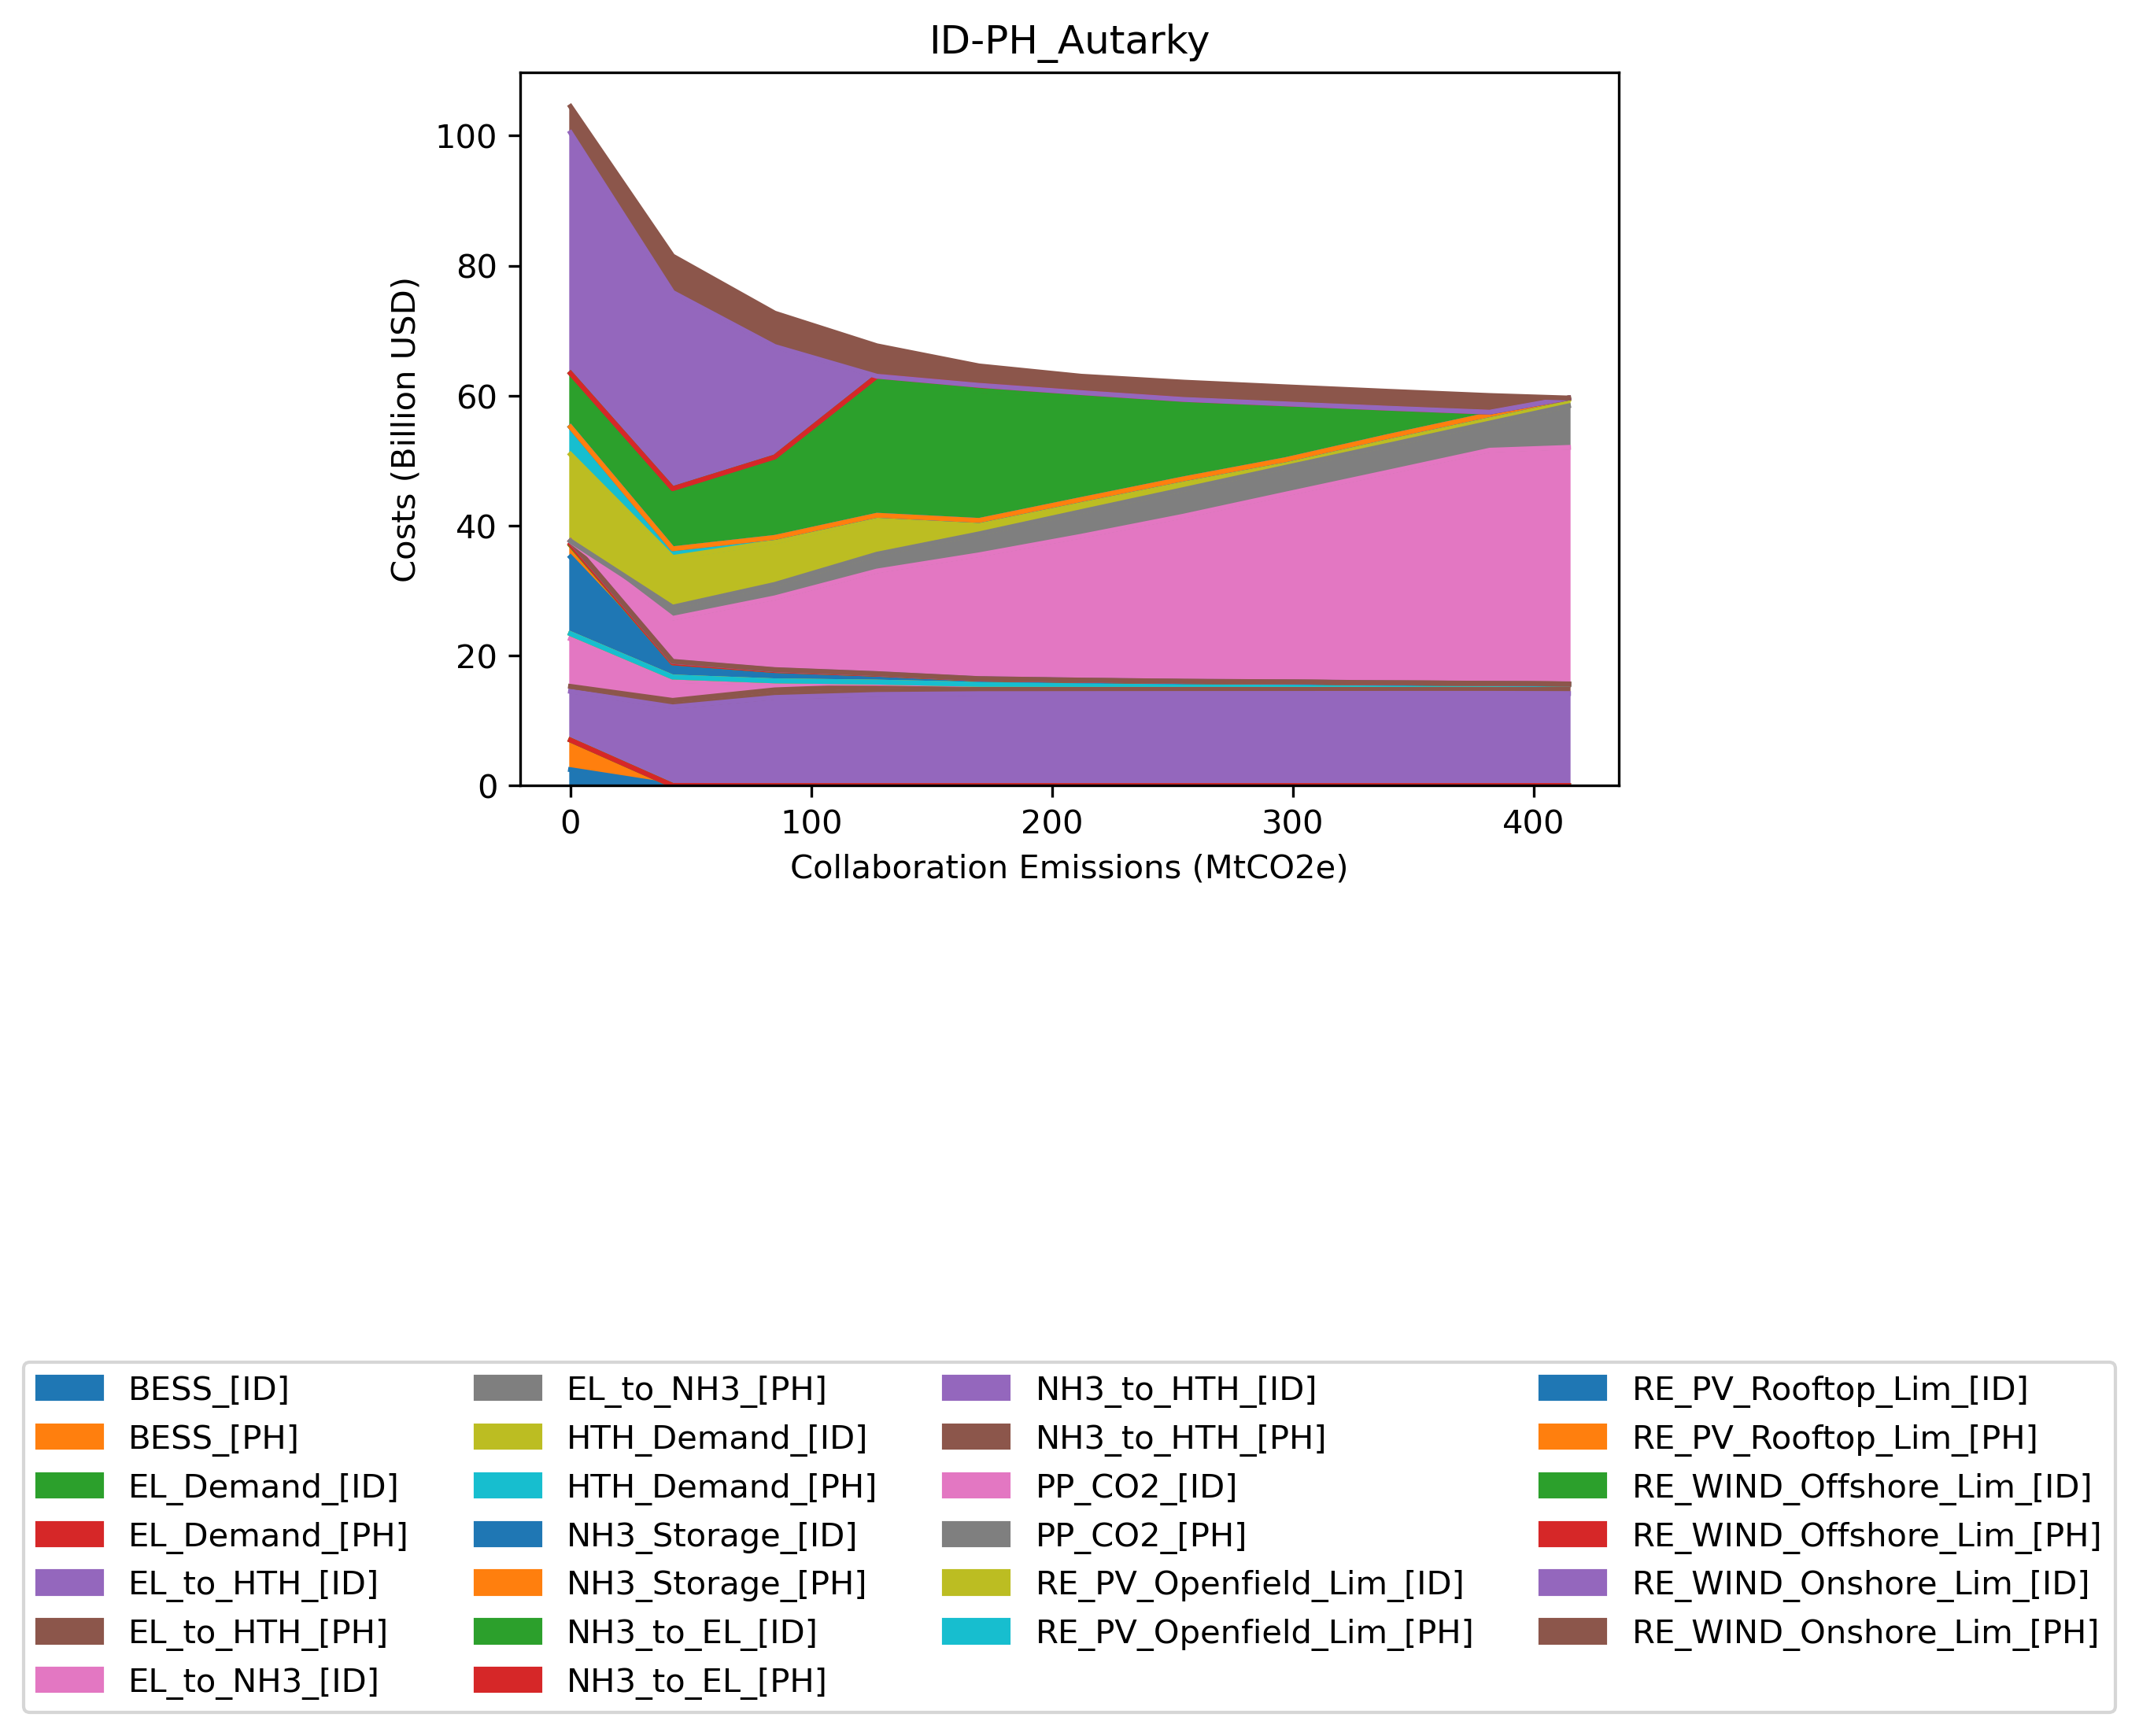 ID-PH_Autarky
Costs (Billion USD)
100
80
60
40
20
0
0 100 200 300 400
Collaboration Emissions (MtCO2e)
BESS_[ID]
BESS_[PH]
EL_Demand_[ID]
EL_Demand_[PH]
EL_to_HTH_[ID]
EL_to_HTH_[PH]
EL_to_NH3_[ID]
EL_to_NH3_[PH]
HTH_Demand_[ID]
HTH_Demand_[PH]
NH3_Storage_[ID]
NH3_Storage_[PH]
NH3_to_EL_[ID]
NH3_to_EL_[PH]
NH3_to_HTH_[ID]
NH3_to_HTH_[PH]
PP_CO2_[ID]
PP_CO2_[PH]
RE_PV_Openfield_Lim_[ID]
RE_PV_Openfield_Lim_[PH]
RE_PV_Rooftop_Lim_[ID]
RE_PV_Rooftop_Lim_[PH]
RE_WIND_Offshore_Lim_[ID]
RE_WIND_Offshore_Lim_[PH]
RE_WIND_Onshore_Lim_[ID]
RE_WIND_Onshore_Lim_[PH]